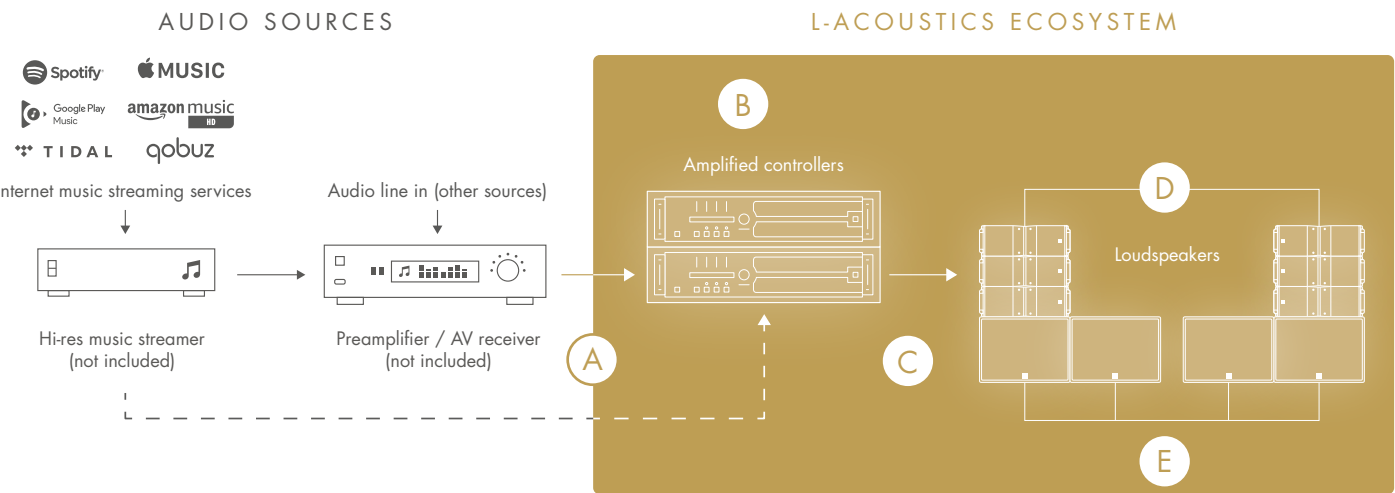 AUDIO SOURCES
L-ACOUSTICS ECOSYSTEM
Spotify
MUSIC
Google Play
Music
amazon music
HD
TIDAL
qobuz
nternet music streaming services
Audio line in (other sources)
Hi-res music streamer
(not included)
Preamplifier / AV receiver
(not included)
A
B
Amplified controllers
C
D
Loudspeakers
E